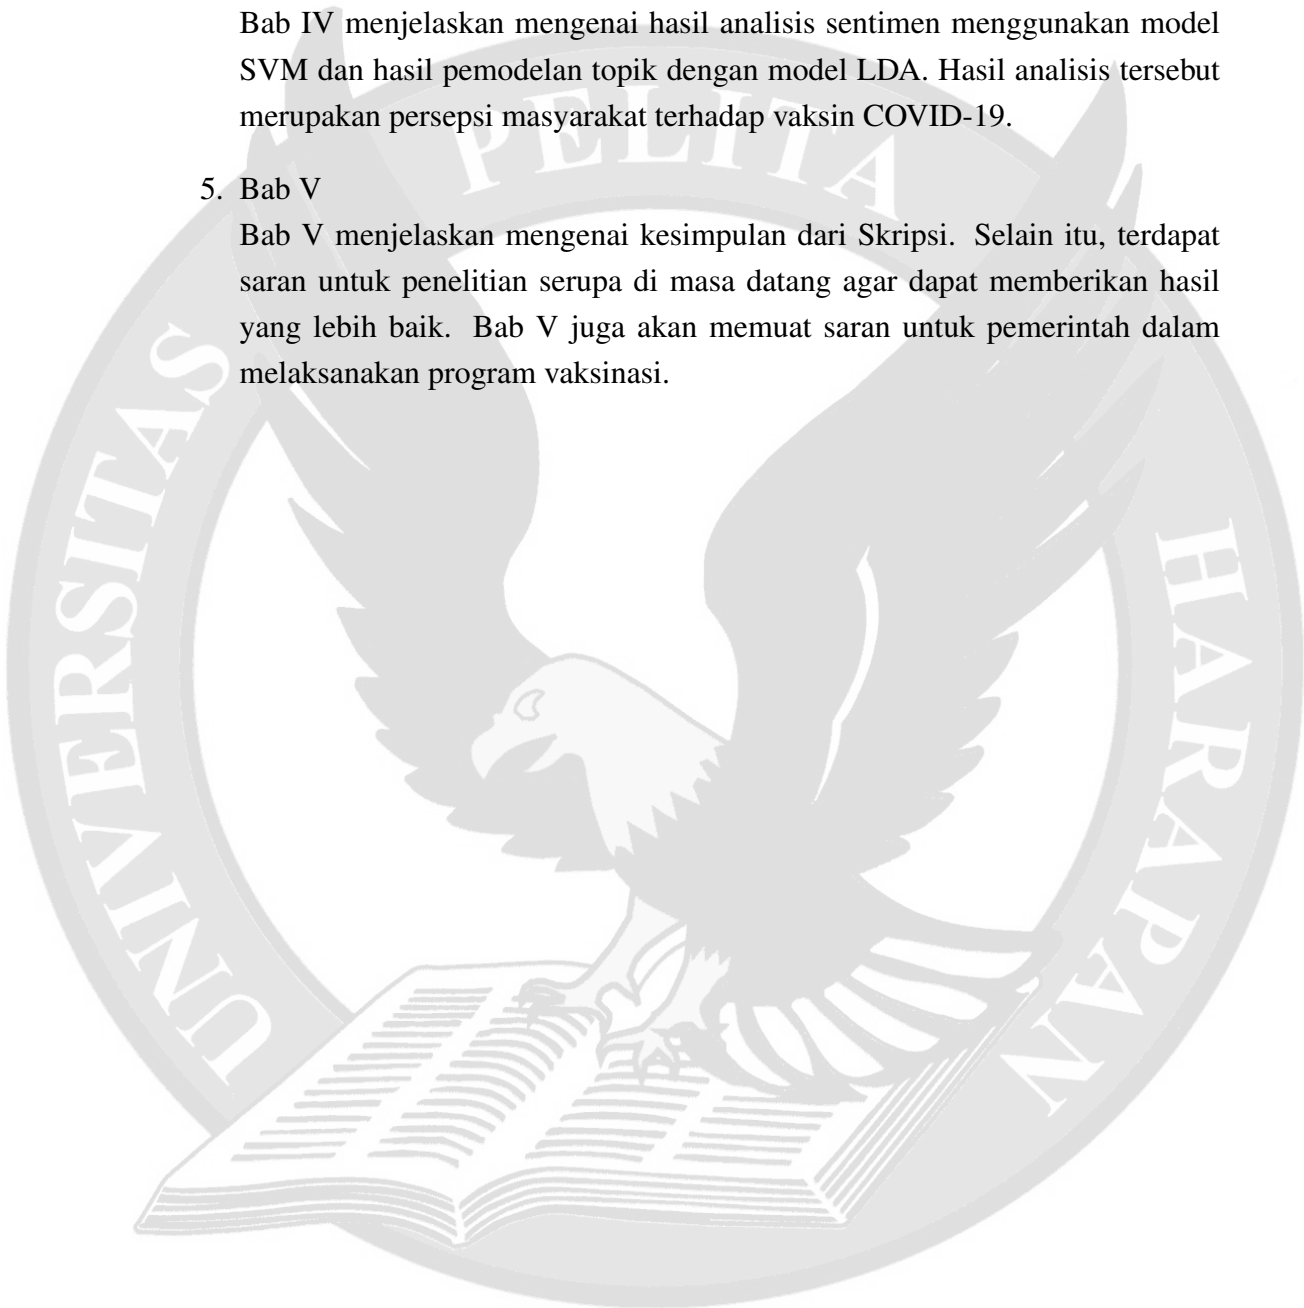 Bab IV menjelaskan mengenai hasil analisis sentimen menggunakan model
SVM dan hasil pemodelan topik dengan model LDA. Hasil analisis tersebut
merupakan persepsi masyarakat terhadap vaksin COVID-19.
5. Bab V
Bab V menjelaskan mengenai kesimpulan dari Skripsi. Selain itu, terdapat
saran untuk penelitian serupa di masa datang agar dapat memberikan hasil
yang lebih baik. Bab V juga akan memuat saran untuk pemerintah dalam
melaksanakan program vaksinasi.
UNIVERSITAS
PELITA
HARAPAN